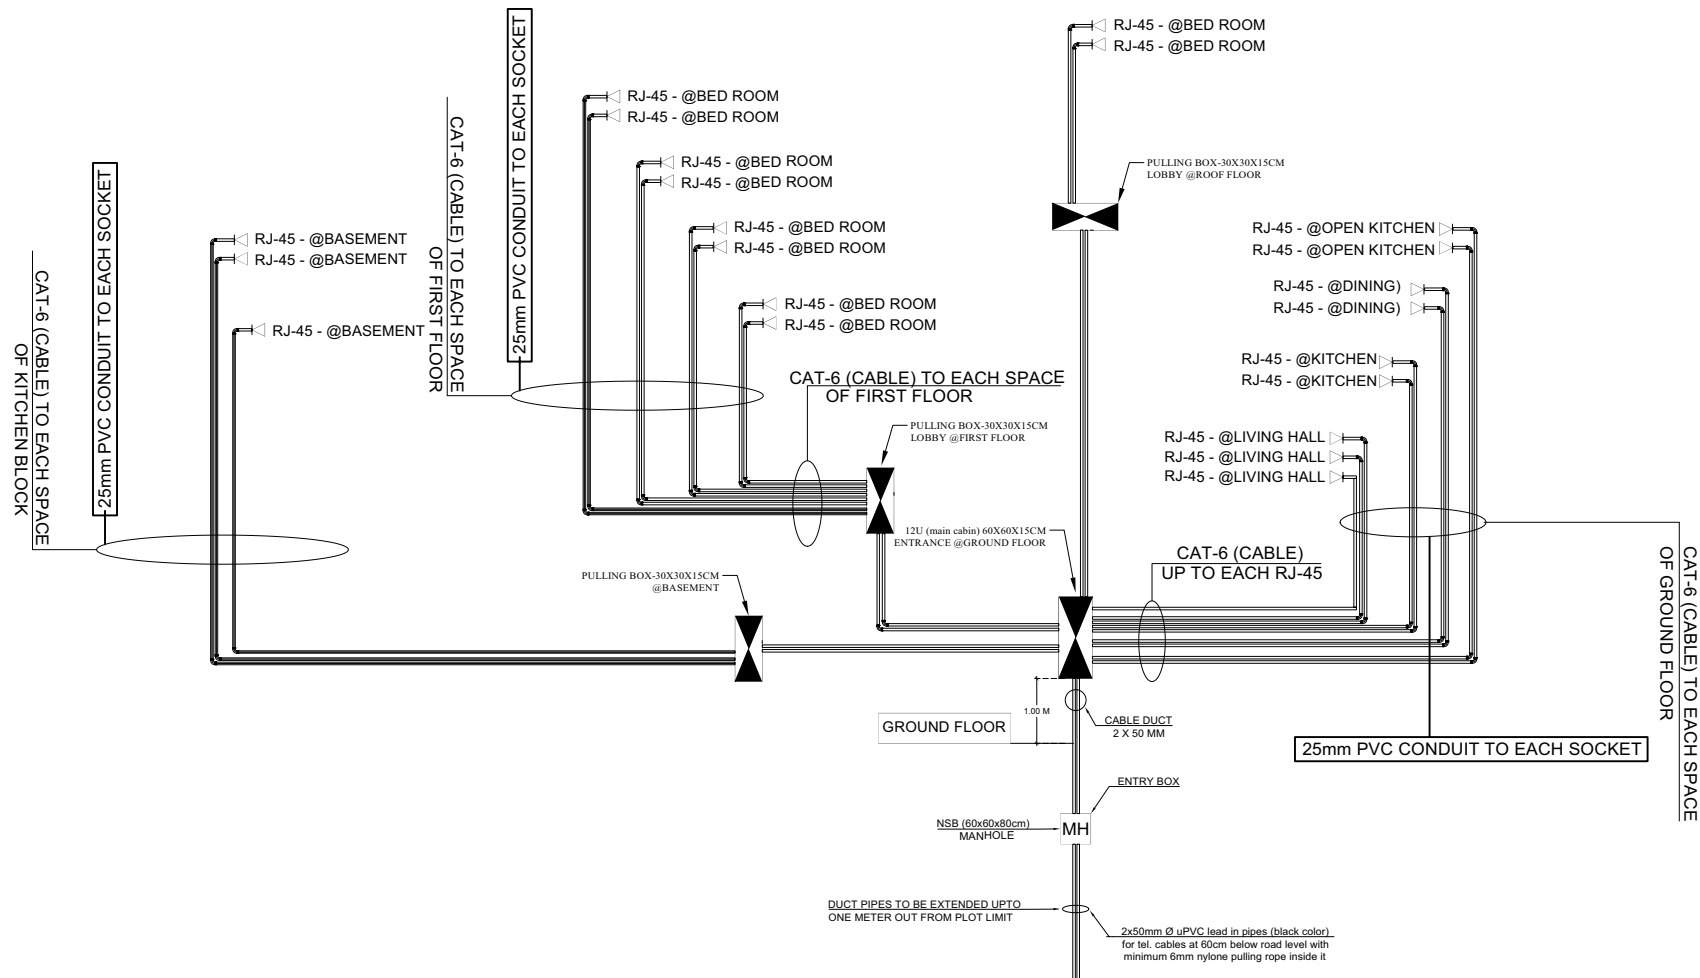 RJ-45 - @BED ROOM
RJ-45 - @BED ROOM
25mm PVC CONDUIT TO EACH SOCKET
CAT-6 (CABLE) TO EACH SPACE
OF FIRST FLOOR
RJ-45 - @BED ROOM
RJ-45 - @BED ROOM
RJ-45 - @BED ROOM
RJ-45 - @BED ROOM
RJ-45 - @BED ROOM
RJ-45 - @BED ROOM
RJ-45 - @BED ROOM
RJ-45 - @BED ROOM
PULLING BOX-30X30X15CM
LOBBY @ROOF FLOOR
25mm PVC CONDUIT TO EACH SOCKET
CAT-6 (CABLE) TO EACH SPACE
OF KITCHEN BLOCK
RJ-45 - @BASEMENT
RJ-45 - @BASEMENT
RJ-45 - @BASEMENT
RJ-45 - @OPEN KITCHEN
RJ-45 - @OPEN KITCHEN
RJ-45 - @DINING)
RJ-45 - @DINING)
RJ-45 - @KITCHEN
RJ-45 - @KITCHEN
RJ-45 - @LIVING HALL
RJ-45 - @LIVING HALL
RJ-45 - @LIVING HALL
CAT-6 (CABLE) TO EACH SPACE
OF FIRST FLOOR
PULLING BOX-30X30X15CM
LOBBY @FIRST FLOOR
12U (main cabin) 60X60X15CM
ENTRANCE @GROUND FLOOR
CAT-6 (CABLE)
UP TO EACH RJ-45
PULLING BOX-30X30X15CM
@BASEMENT
CAT-6 (CABLE) TO EACH SPACE
OF GROUND FLOOR
1.00 M
GROUND FLOOR
CABLE DUCT
2 X 50 MM
25mm PVC CONDUIT TO EACH SOCKET
ENTRY BOX
NSB (60x60x80cm)
MANHOLE
MH
DUCT PIPES TO BE EXTENDED UPTO
ONE METER OUT FROM PLOT LIMIT
2x50mm Ø uPVC lead in pipes (black color)
for tel. cables at 60cm below road level with
minimum 6mm nylone pulling rope inside it